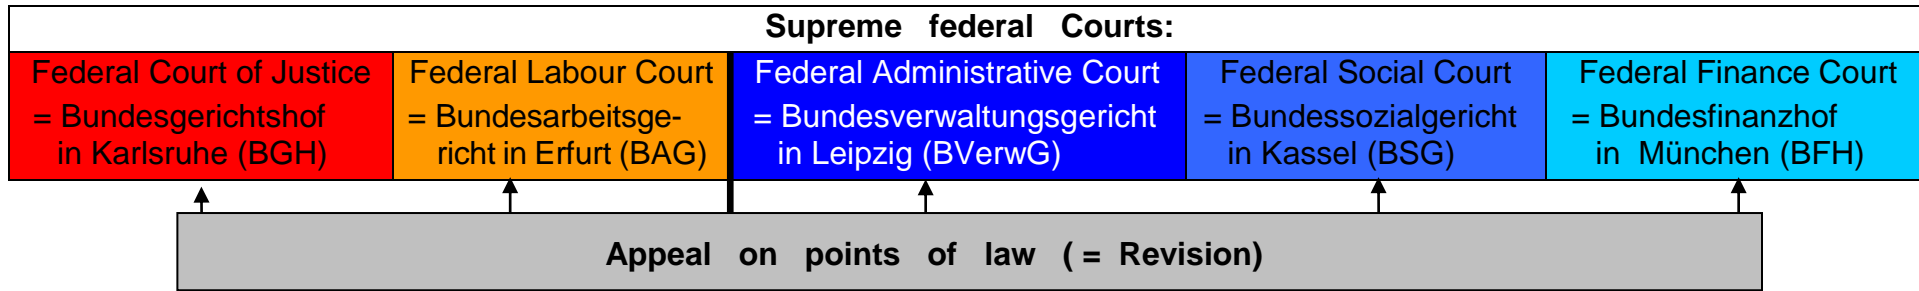 Supreme federal Courts:
Federal Court of Justice
= Bundesgerichtshof
in Karlsruhe (BGH)
Federal Labour Court
= Bundesarbeitsge-
richt in Erfurt (BAG)
Federal Administrative Court
= Bundesverwaltungsgericht
in Leipzig (BVerwG)
Federal Social Court
= Bundessozialgericht
in Kassel (BSG)
Federal Finance Court
= Bundesfinanzhof
in München (BFH)
Appeal on points of law ( = Revision)